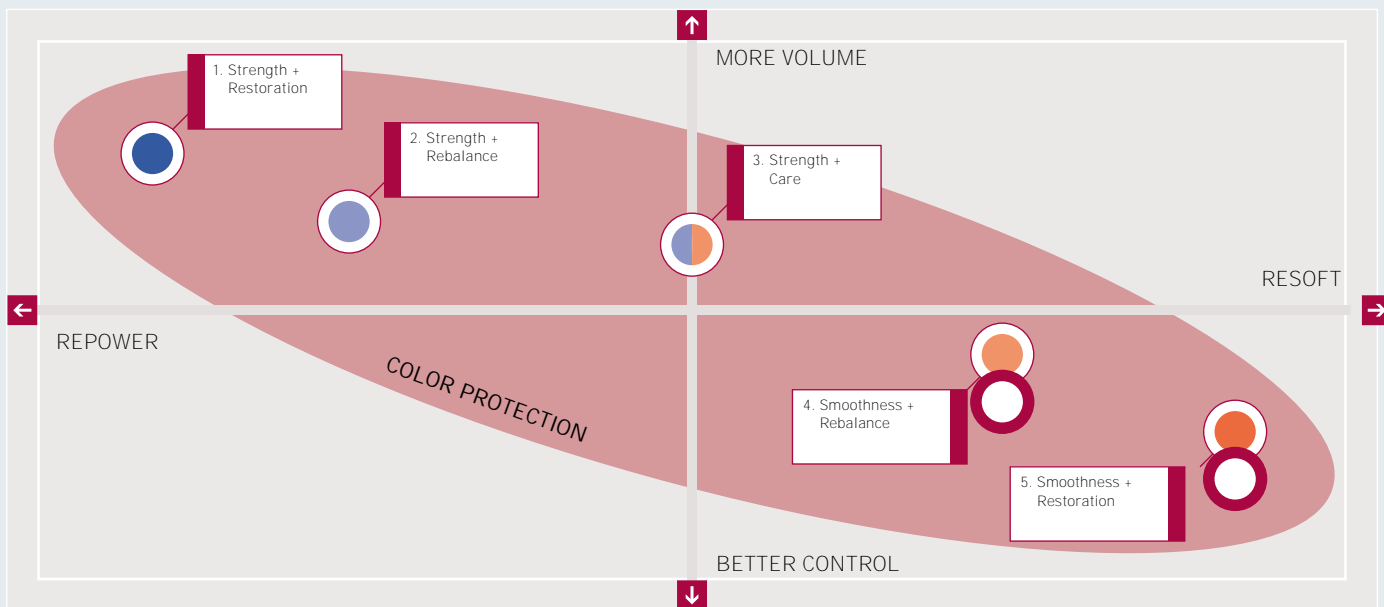 MORE VOLUME
1. Strength +
Restoration
2. Strength +
Rebalance
3. Strength +
Care
RESOFT
REPOWER
COLOR PROTECTION
4. Smoothness +
Rebalance
5. Smoothness +
Restoration
BETTER CONTROL